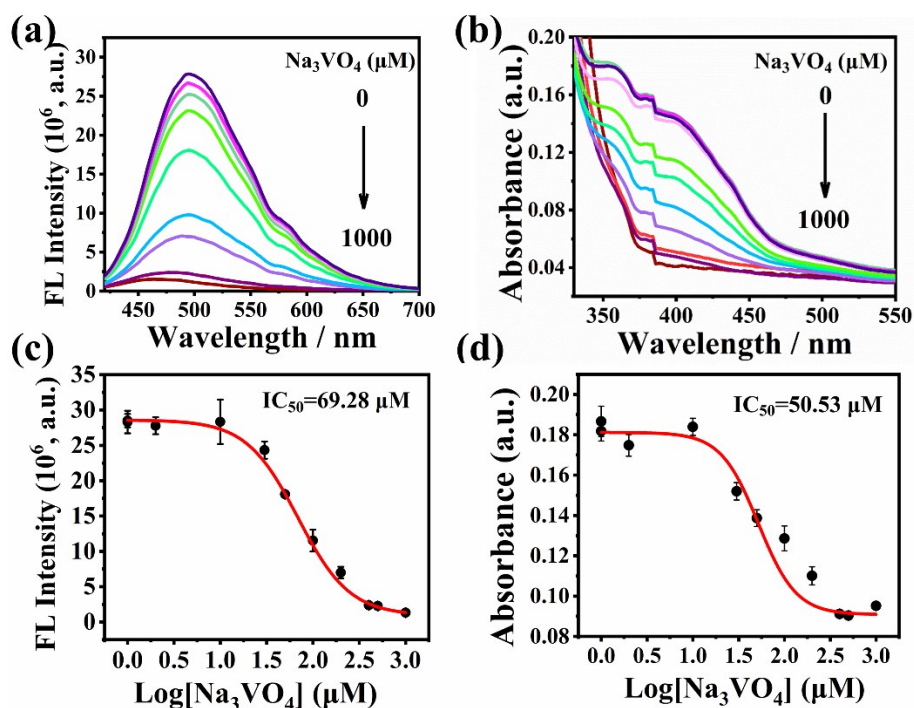 (a)
FL Intensity (10⁶, a.u.)
30
25
20
15
10
5
0
Na₃VO₄ (μM)
0
1000
450 500 550 600 650 700
Wavelength / nm
(b)
Absorbance (a.u.)
0.20
0.16
0.12
0.08
0.04
Na₃VO₄ (μM)
0
1000
350 400 450 500 550
Wavelength / nm
(c)
FL Intensity (10⁶, a.u.)
35
30
25
20
15
10
5
0
IC₅₀=69.28 μM
0.0 0.5 1.0 1.5 2.0 2.5 3.0
Log[Na₃VO₄] (μM)
(d)
Absorbance (a.u.)
0.20
0.18
0.16
0.14
0.12
0.10
0.08
IC₅₀=50.53 μM
0.0 0.5 1.0 1.5 2.0 2.5 3.0
Log[Na₃VO₄] (μM)